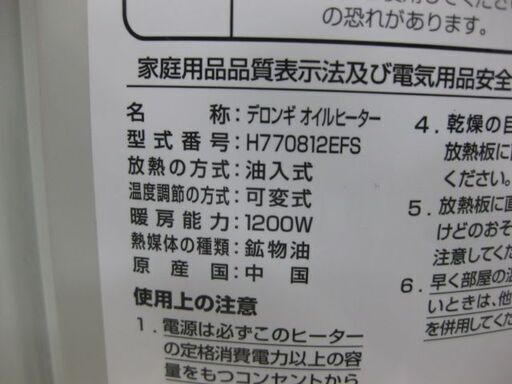 の恐れがあります。
家庭用品品質表示法及び電気用品安全
名　　　　称：デロンギ オイルヒーター
型式番号：H770812EFS
放熱の方式：油入式
温度調節の方式：可変式
暖房能力：1200W
熱媒体の種類：鉱物油
原産国：中国
使用上の注意
1．電源は必ずこのヒーター
の定格消費電力以上の容
量をもつコンセントから
4．乾燥の目
放熱板に
ください。
5．放熱板に直
けどのおそ
注意してくだ
6．早く部屋の温
いときは、他
を併用してくだ